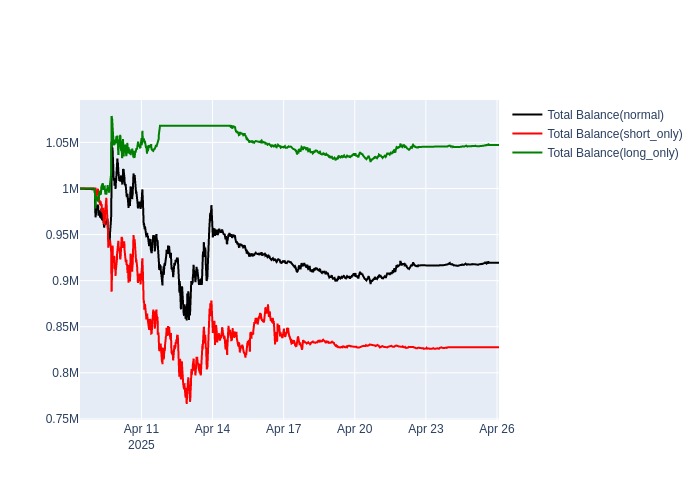 Total Balance(normal)
Total Balance(short_only)
Total Balance(long_only)
1.05M
1M
0.95M
0.9M
0.85M
0.8M
0.75M
Apr 11 Apr 14 Apr 17 Apr 20 Apr 23 Apr 26
2025